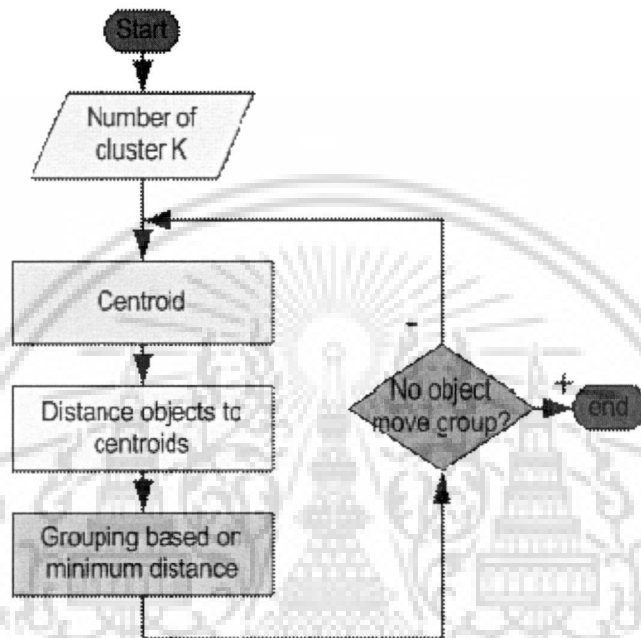 Start
Number of
cluster K
Centroid
Distance objects to
centroids
Grouping based on
minimum distance
-
No object
move group?
+
end